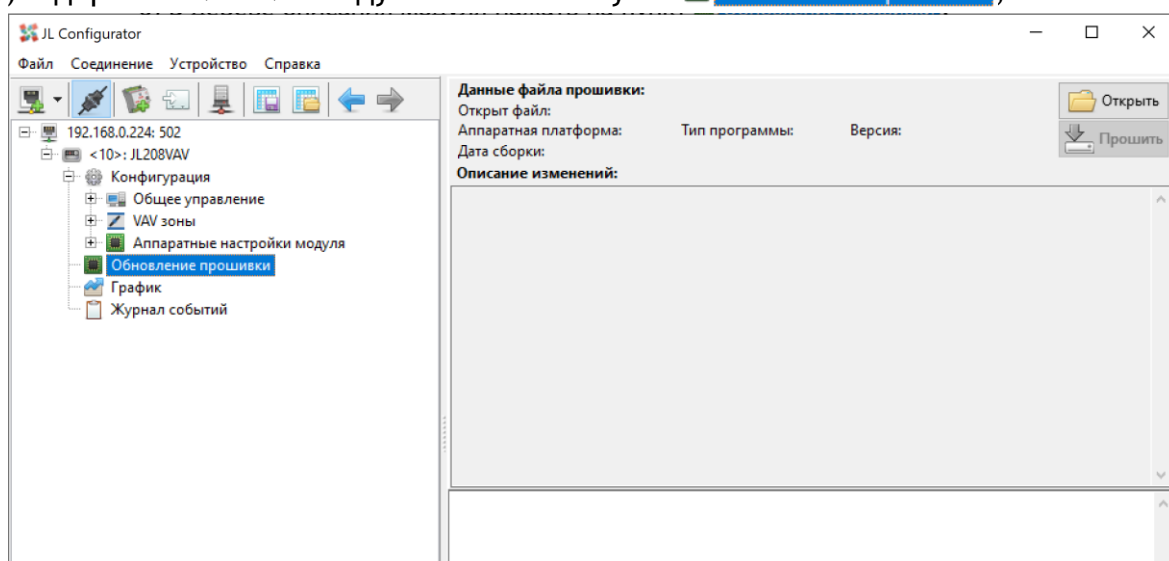 JL Configurator
Файл Соединение Устройство Справка
192.168.0.224: 502
<10>: JL208VAV
Конфигурация
Общее управление
VAV зоны
Аппаратные настройки модуля
Обновление прошивки
График
Журнал событий
Данные файла прошивки:
Открыт файл:
Аппаратная платформа: Тип программы: Версия:
Дата сборки:
Описание изменений:
Открыть
Прошить